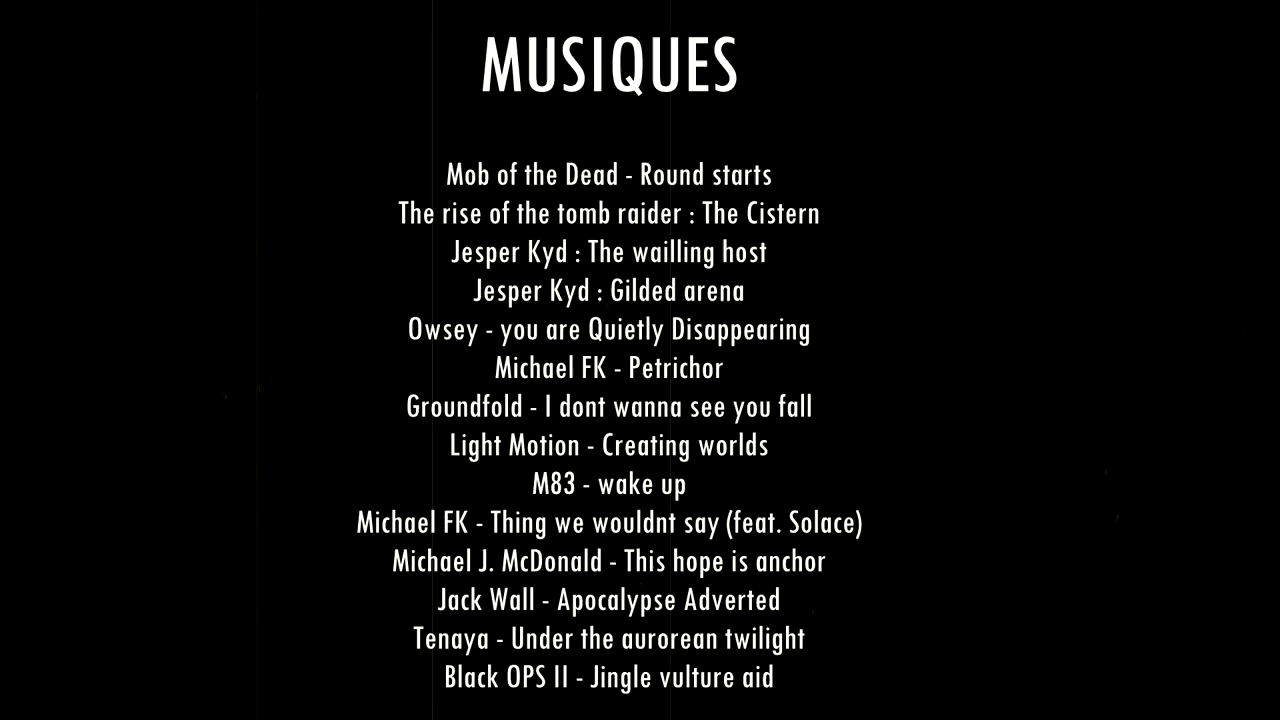 MUSIQUES
Mob of the Dead - Round starts
The rise of the tomb raider : The Cistern
Jesper Kyd : The wailling host
Jesper Kyd : Gilded arena
Owsey - you are Quietly Disappearing
Michael FK - Petrichor
Groundfold - I dont wanna see you fall
Light Motion - Creating worlds
M83 - wake up
Michael FK - Thing we wouldnt say (feat. Solace)
Michael J. McDonald - This hope is anchor
Jack Wall - Apocalypse Adverted
Tenaya - Under the aurorean twilight
Black OPS II - Jingle vulture aid